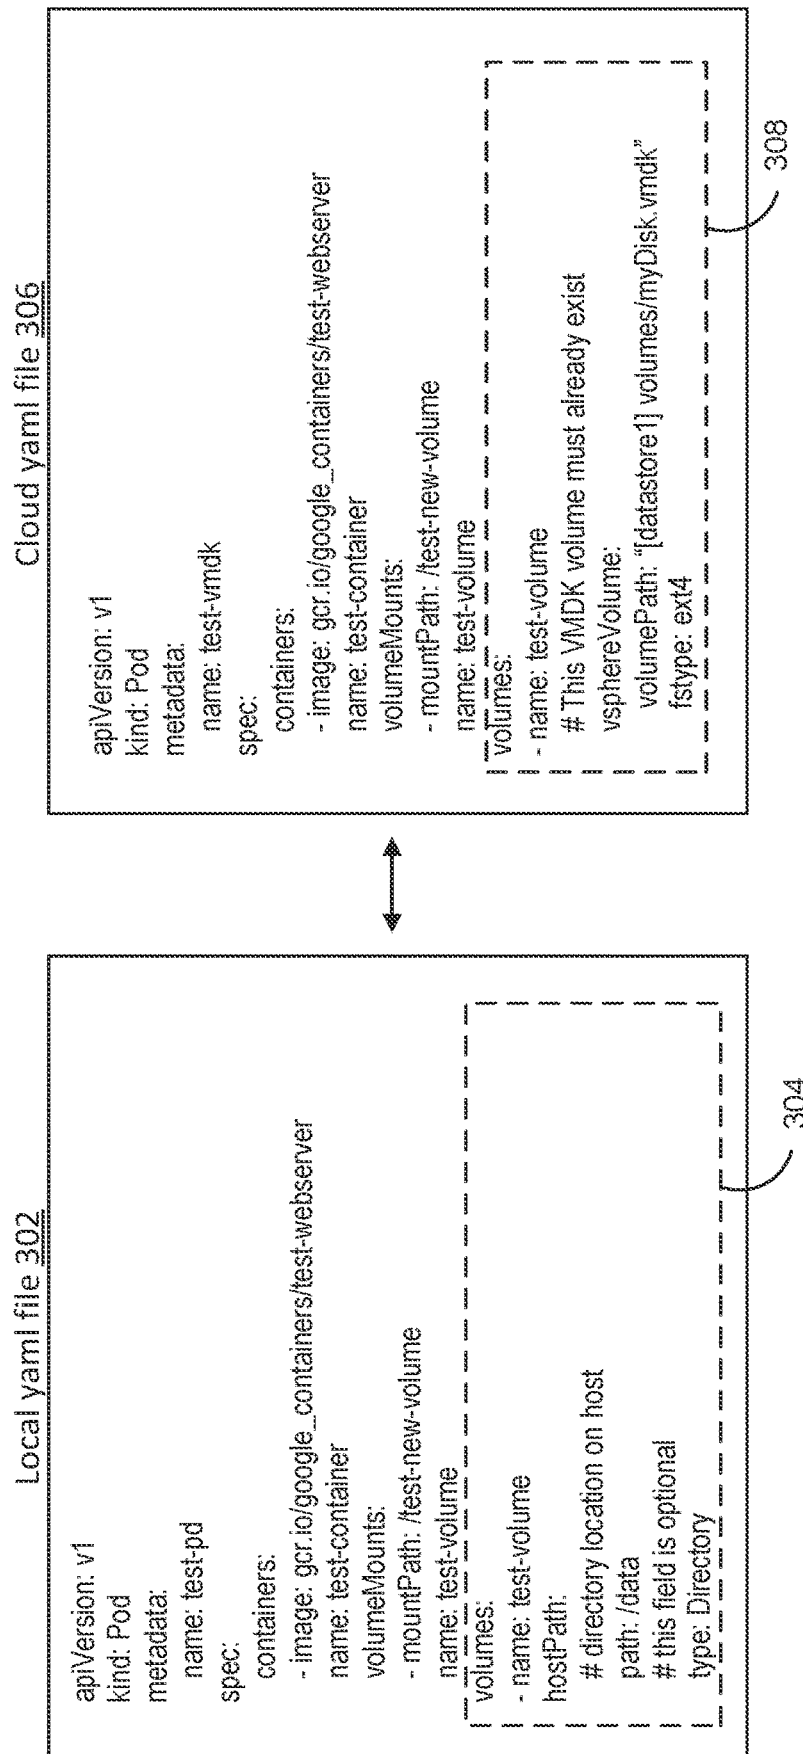 Local yaml file 302
apiVersion: v1
kind: Pod
metadata:
name: test-pd
spec:
containers:
- image: gcr.io/google_containers/test-webserver
name: test-container
volumeMounts:
- mountPath: /test-new-volume
name: test-volume
volumes:
- name: test-volume
hostPath:
# directory location on host
path: /data
# this field is optional
type: Directory
304
Cloud yaml file 306
apiVersion: v1
kind: Pod
metadata:
name: test-vmdk
spec:
containers:
- image: gcr.io/google_containers/test-webserver
name: test-container
volumeMounts:
- mountPath: /test-new-volume
name: test-volume
volumes:
- name: test-volume
# This VMDK volume must already exist
vsphereVolume:
volumePath: “[datastore1] volumes/myDisk.vmdk”
fstype: ext4
308